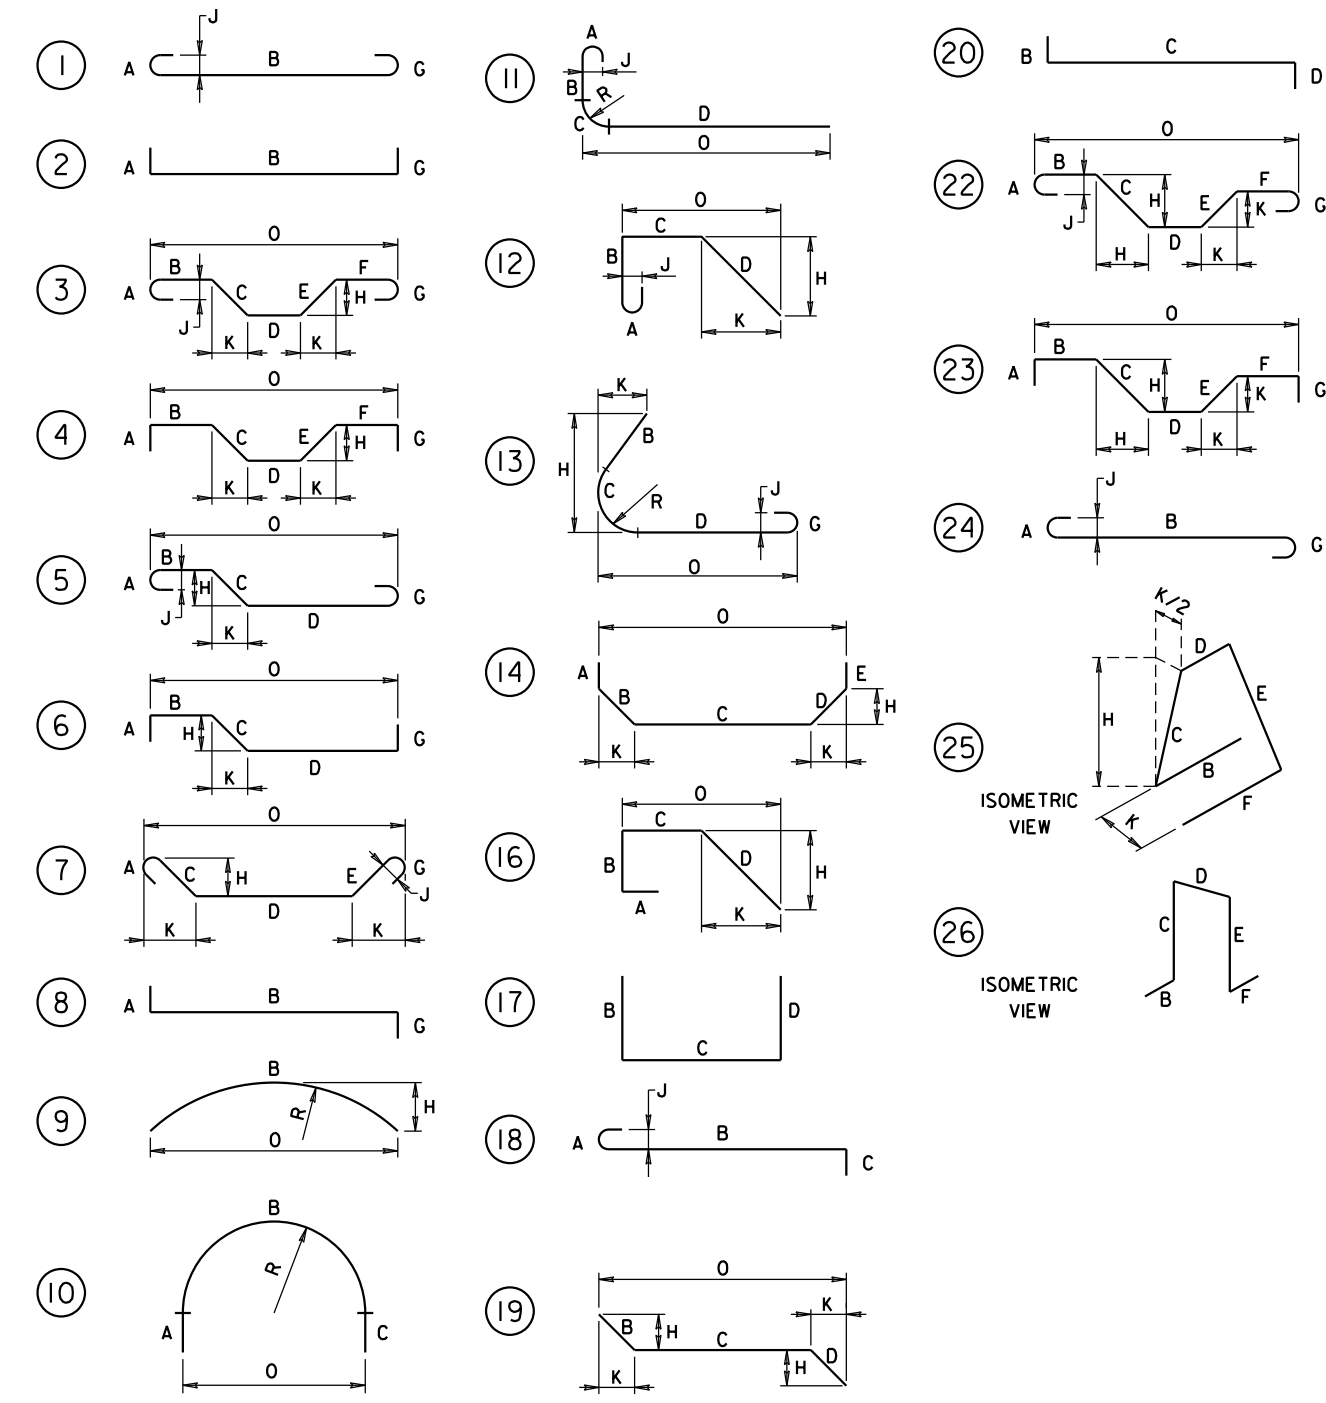 1
J
A B G
2
A B G
3
O
B F
A C E H G
J D
K K
4
O
B F
A C E H G
D
K K
5
O
B
A H C G
J D
K
6
O
B
A H C G
D
K
7
O
A C H E G
J
D
K K
8
A B G
9
B
R H
O
10
B
R
A C
O
11
A
J
B R
C D
O
12
O
C
B J D H
A K
13
K
B
H C R J
D G
O
14
O
A E
B D H
C
K K
16
O
C
B D H
A K
17
B D
C
18
J
A B C
19
O
K
B H C
H D
K
20
B C D
22
O
B F
A C H E K G
J D
H K
23
O
B F
A C H E K G
D
H K
24
J
A B G
25
K/2
D
H E
C
B
K F
ISOMETRIC
VIEW
26
D
C E
B F
ISOMETRIC
VIEW